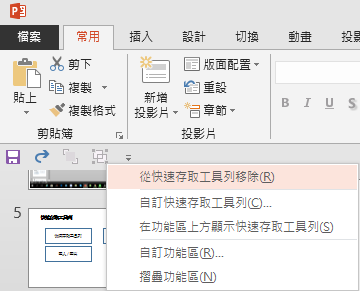 檔案 常用 插入 設計 切換 動畫 投
貼上
剪下
複製
複製格式
剪貼簿
新增
投影片
版面配置
重設
章節
投影片
B I U S
從快速存取工具列移除(R)
自訂快速存取工具列(C)...
在功能區上方顯示快速存取工具列(S)
自訂功能區(R)...
摺疊功能區(N)
5